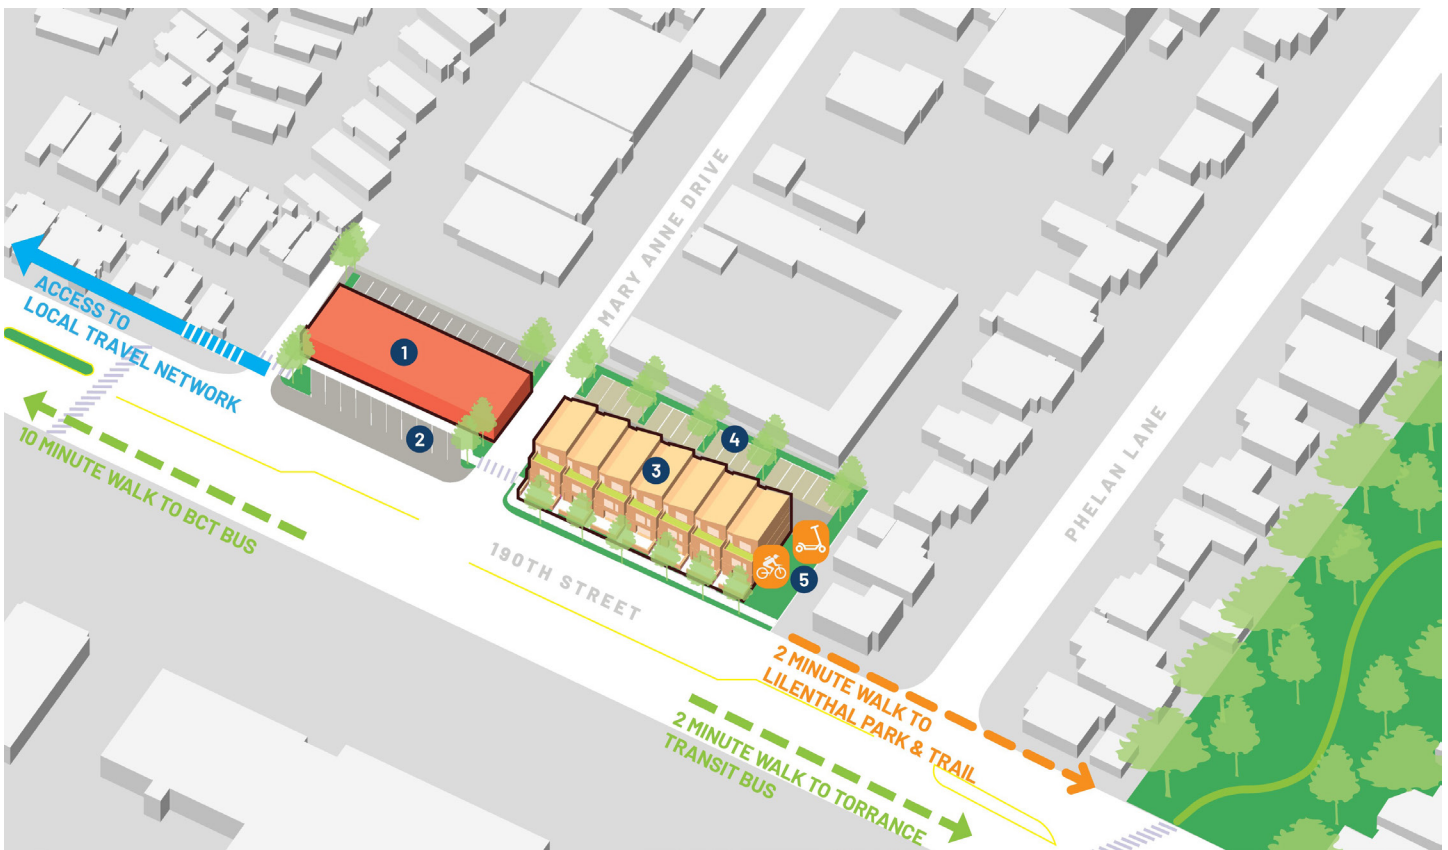 MARY ANNE DRIVE
ACCESS TO
LOCAL TRAVEL NETWORK
1
2
3
4
5
10 MINUTE WALK TO BCT BUS
190TH STREET
PHELAN LANE
2 MINUTE WALK TO
LILENTHAL PARK & TRAIL
2 MINUTE WALK TO TORRANCE
TRANSIT BUS